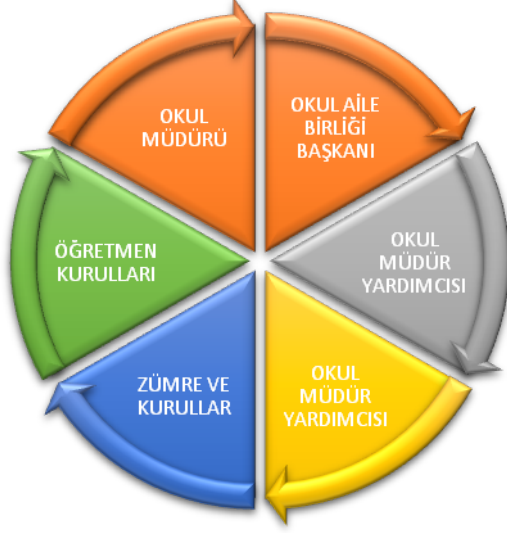 OKUL
MÜDÜRÜ
OKUL AİLE
BİRLİĞİ
BAŞKANI
OKUL
MÜDÜR
YARDIMCISI
OKUL
MÜDÜR
YARDIMCISI
ZÜMRE VE
KURULLAR
ÖĞRETMEN
KURULLARI